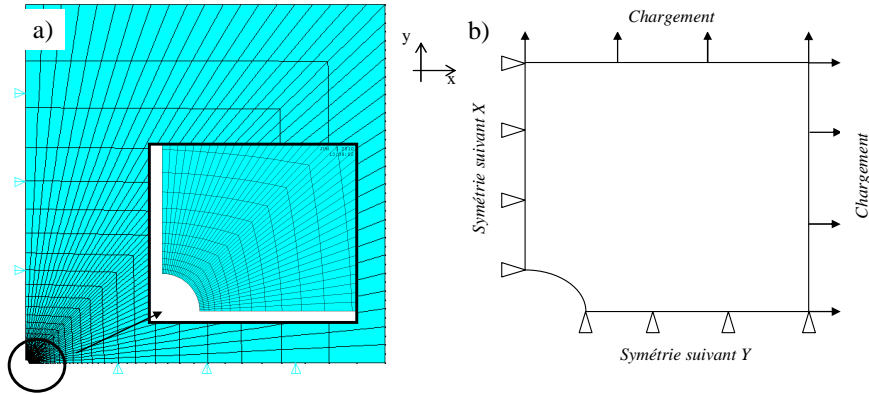 a)
y
x
b)
Chargement
Symétrie suivant X
Chargement
Symétrie suivant Y